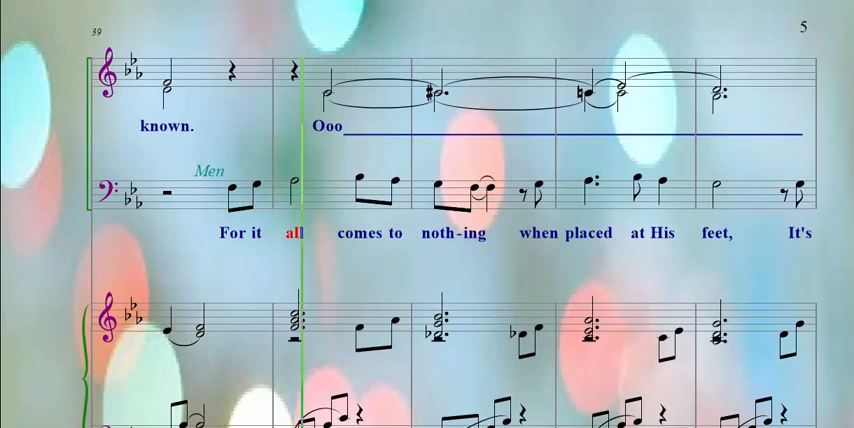 39
5
known.
Ooo
Men
For it all comes to noth-ing when placed at His feet, It's